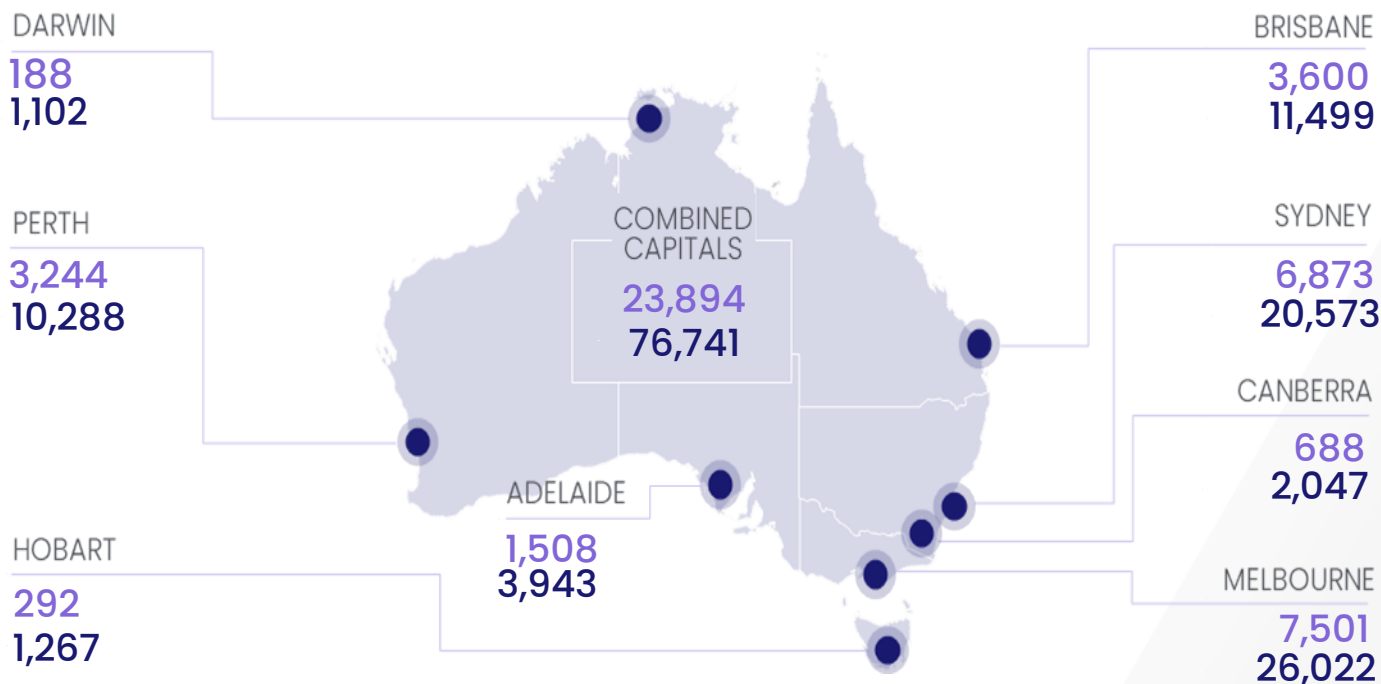 DARWIN
188
1,102
BRISBANE
3,600
11,499
PERTH
3,244
10,288
COMBINED
CAPITALS
23,894
76,741
SYDNEY
6,873
20,573
CANBERRA
688
2,047
ADELAIDE
1,508
3,943
HOBART
292
1,267
MELBOURNE
7,501
26,022